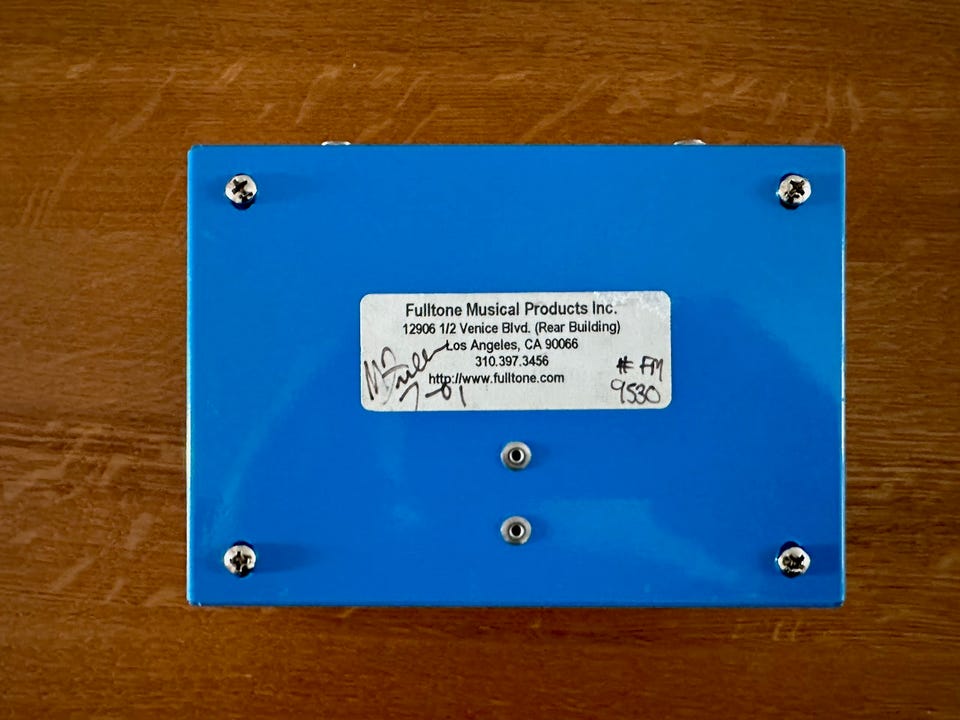 Fulltone Musical Products Inc.
12906 1/2 Venice Blvd. (Rear Building)
Los Angeles, CA 90066
310.397.3456
http://www.fulltone.com
M Fuller
7-01
# FM
9530